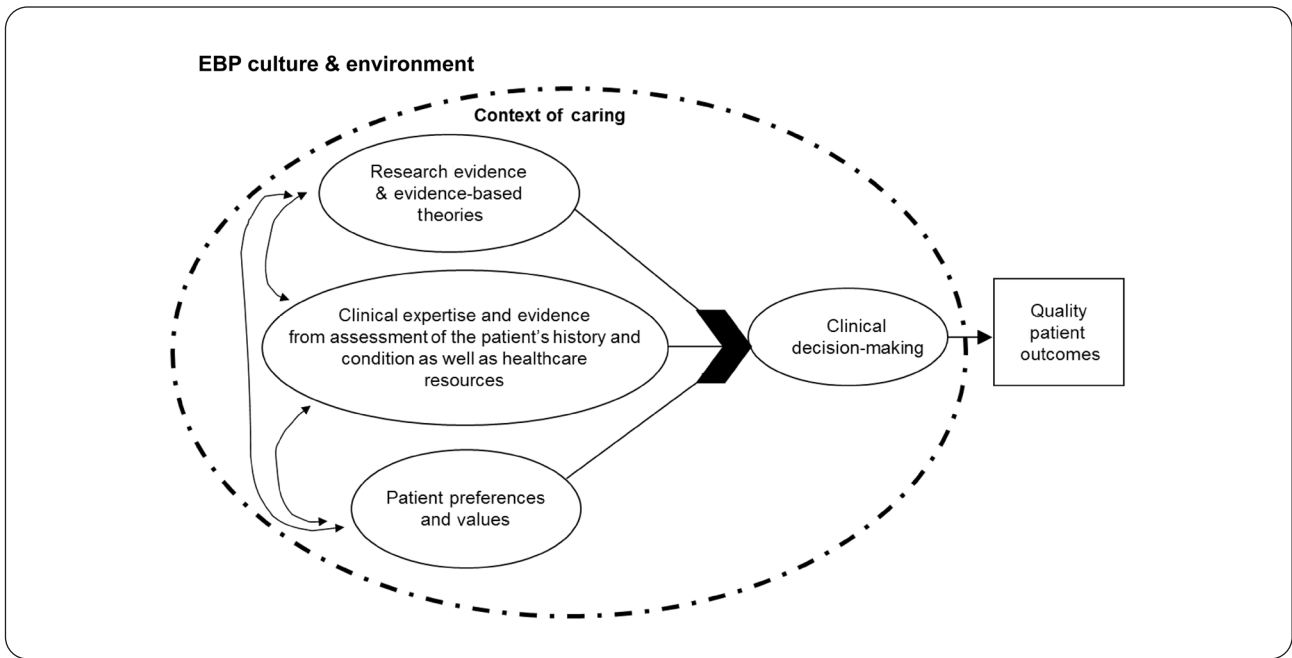 EBP culture & environment
Context of caring
Research evidence
& evidence-based
theories
Clinical expertise and evidence
from assessment of the patient's history and
condition as well as healthcare
resources
Patient preferences
and values
Clinical
decision-making
Quality
patient
outcomes